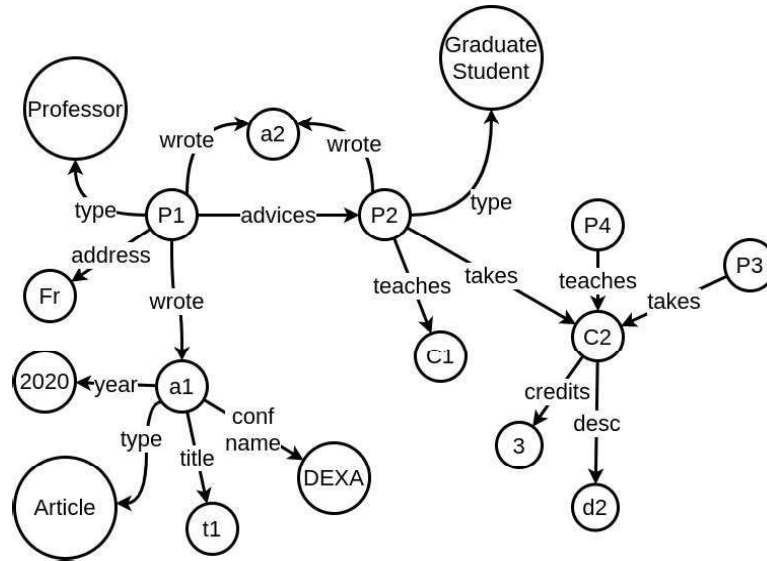 Graduate
Student
Professor
a2
wrote
wrote
type
P1
advices
P2
type
P4
address
takes
teaches
P3
Fr
wrote
teaches
takes
C2
C1
2020
year
a1
credits
type
conf
name
desc
title
3
DEXA
Article
t1
d2